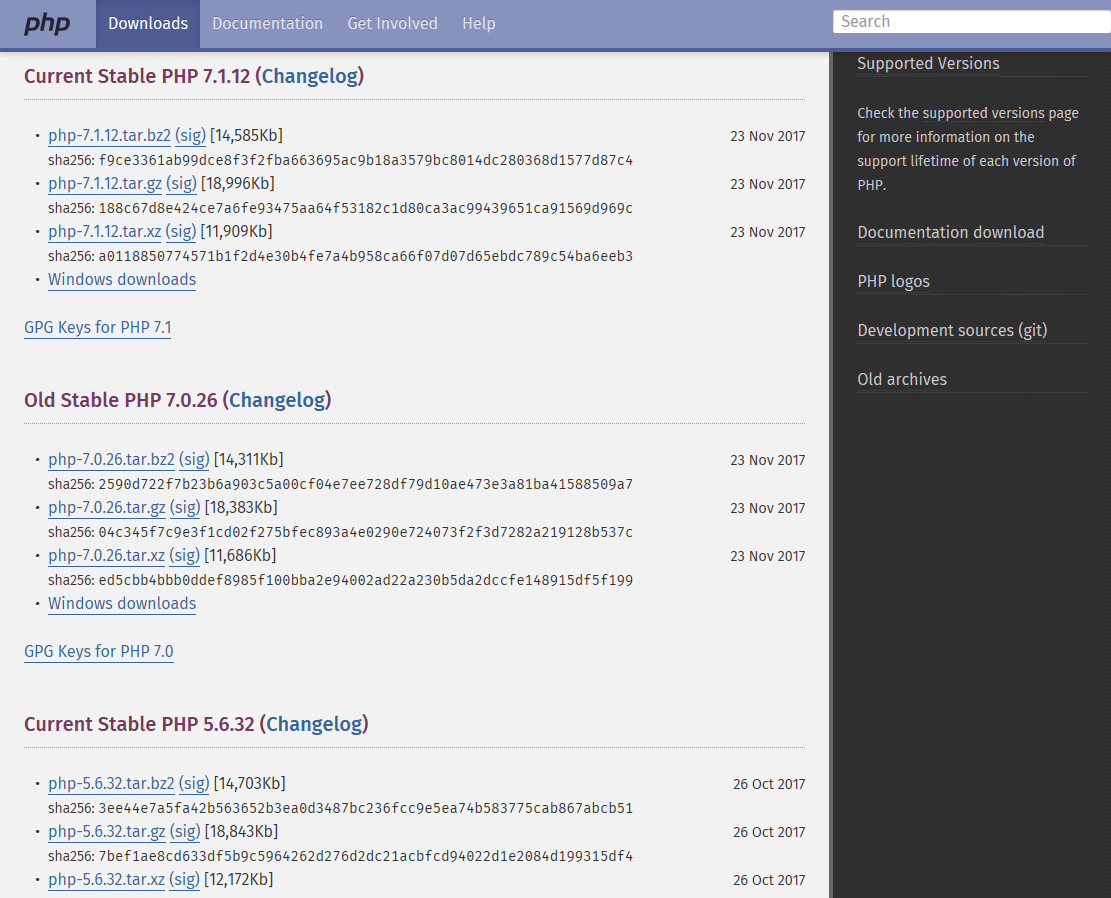 php Downloads Documentation Get Involved Help Search
Current Stable PHP 7.1.12 (Changelog)
• php-7.1.12.tar.bz2 (sig) [14,585Kb] 23 Nov 2017
sha256: f9ce3361ab99dce8f3f2fba663695ac9b18a3579bc8014dc280368d1577d87c4
• php-7.1.12.tar.gz (sig) [18,996Kb] 23 Nov 2017
sha256: 188c67d8e424ce7a6fe93475aa64f53182c1d80ca3ac99439651ca91569d969c
• php-7.1.12.tar.xz (sig) [11,909Kb] 23 Nov 2017
sha256: a0118850774571b1f2d4e30b4fe7a4b958ca66f07d07d65ebdc789c54ba6eeb3
• Windows downloads
GPG Keys for PHP 7.1
Old Stable PHP 7.0.26 (Changelog)
• php-7.0.26.tar.bz2 (sig) [14,311Kb] 23 Nov 2017
sha256: 2590d722f7b23b6a903c5a00cf04e7ee728df79d10ae473e3a81ba41588509a7
• php-7.0.26.tar.gz (sig) [18,383Kb] 23 Nov 2017
sha256: 04c345f7c9e3f1cd02f275bfec893a4e0290e724073f2f3d7282a219128b537c
• php-7.0.26.tar.xz (sig) [11,686Kb] 23 Nov 2017
sha256: ed5cbb4bbb0ddef8985f100bba2e94002ad22a230b5da2dccfe148915df5f199
• Windows downloads
GPG Keys for PHP 7.0
Current Stable PHP 5.6.32 (Changelog)
• php-5.6.32.tar.bz2 (sig) [14,703Kb] 26 Oct 2017
sha256: 3ee44e7a5fa42b563652b3ea0d3487bc236fcc9e5ea74b583775cab867abcb51
• php-5.6.32.tar.gz (sig) [18,843Kb] 26 Oct 2017
sha256: 7bef1ae8cd633df5b9c5964262d276d2dc21acbfcd94022d1e2084d199315df4
• php-5.6.32.tar.xz (sig) [12,172Kb] 26 Oct 2017
Supported Versions
Check the supported versions page
for more information on the
support lifetime of each version of
PHP.
Documentation download
PHP logos
Development sources (git)
Old archives